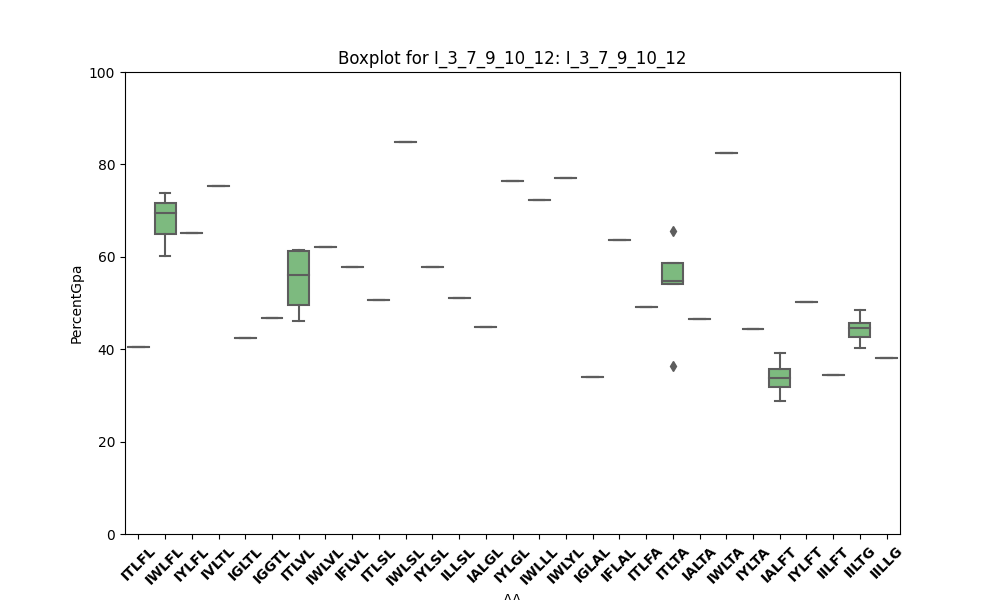 Boxplot for I_3_7_9_10_12: I_3_7_9_10_12
100
80
60
40
20
0
PercentGpa
ITLFL
IWLFL
IYLFL
IVLTL
IGLTL
IGGTL
ITLVL
IWLVL
IFLVL
ITLSL
IWLSL
IYLSL
ILLSL
IALGL
IYLGL
IWLLL
IWLYL
IGLAL
IFLAL
ITLFA
ITLTA
IALTA
IWLTA
IYLTA
IALFT
IYLFT
IILFT
IILTG
IILLG
AA